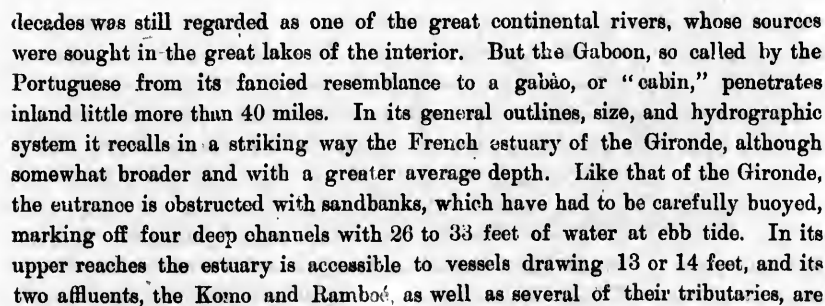 decades was still regarded as one of the great continental rivers, whose sources
were sought in the great lakes of the interior. But the Gaboon, so called by the
Portuguese from its fancied resemblance to a gabào, or “cabin,” penetrates
inland little more than 40 miles. In its general outlines, size, and hydrographic
system it recalls in a striking way the French estuary of the Gironde, although
somewhat broader and with a greater average depth. Like that of the Gironde,
the entrance is obstructed with sandbanks, which have had to be carefully buoyed,
marking off four deep channels with 26 to 33 feet of water at ebb tide. In its
upper reaches the estuary is accessible to vessels drawing 13 or 14 feet, and its
two affluents, the Komo and Ramboé, as well as several of their tributaries, are